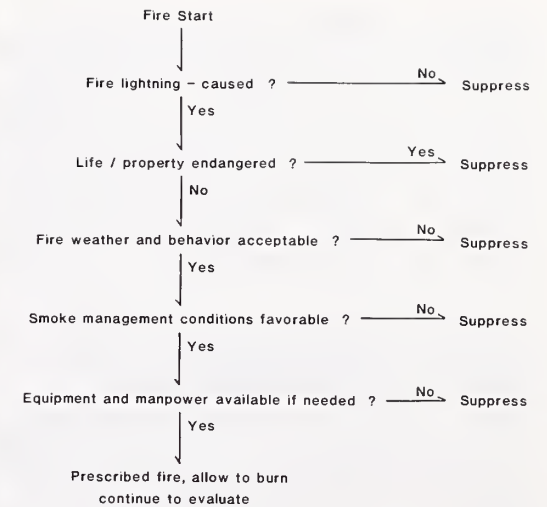 Fire Start
Fire lightning – caused ? No Suppress
Yes
Life / property endangered ? Yes Suppress
No
Fire weather and behavior acceptable ? No Suppress
Yes
Smoke management conditions favorable ? No Suppress
Yes
Equipment and manpower available if needed ? No Suppress
Yes
Prescribed fire, allow to burn
continue to evaluate